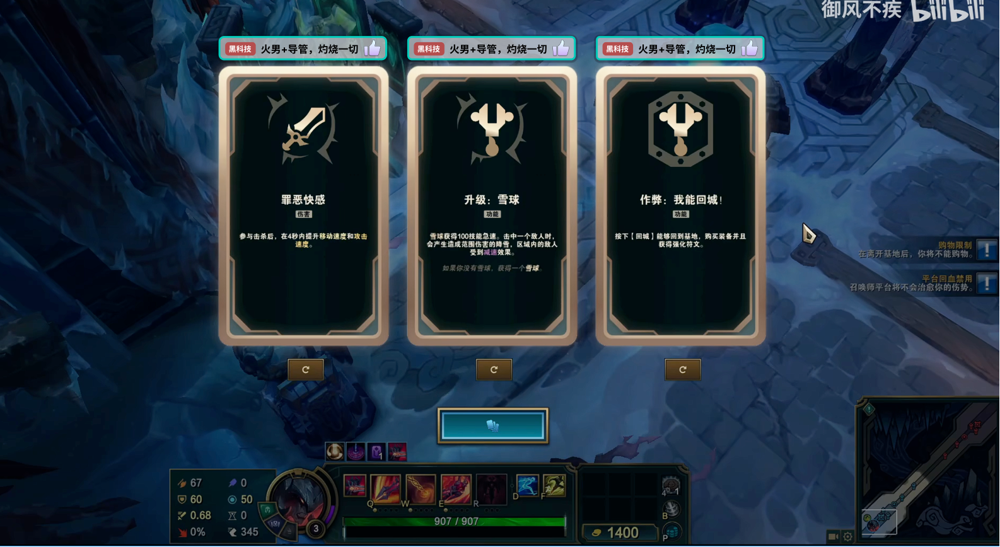 御风不疾 bilibili
黑科技 火男+导管，灼烧一切
黑科技 火男+导管，灼烧一切
黑科技 火男+导管，灼烧一切
罪恶快感
伤害
参与击杀后，在4秒内提升移动速度和攻击
速度。
升级：雪球
功能
雪球获得100技能急速。击中一个敌人时，
会产生造成范围伤害的降雪，区域内的敌人
受到减速效果。
如果你没有雪球，获得一个雪球。
作弊：我能回城！
功能
按下【回城】能够回到基地，购买装备并且
获得强化符文。
购物限制
在离开基地后，你将不能购物。
平台回血禁用
召唤师平台将不会治愈你的伤势。
67 0
60 50
0.68 0
0% 345
3
1
Q W E R D F
907 / 907
4 1
B
P
1400